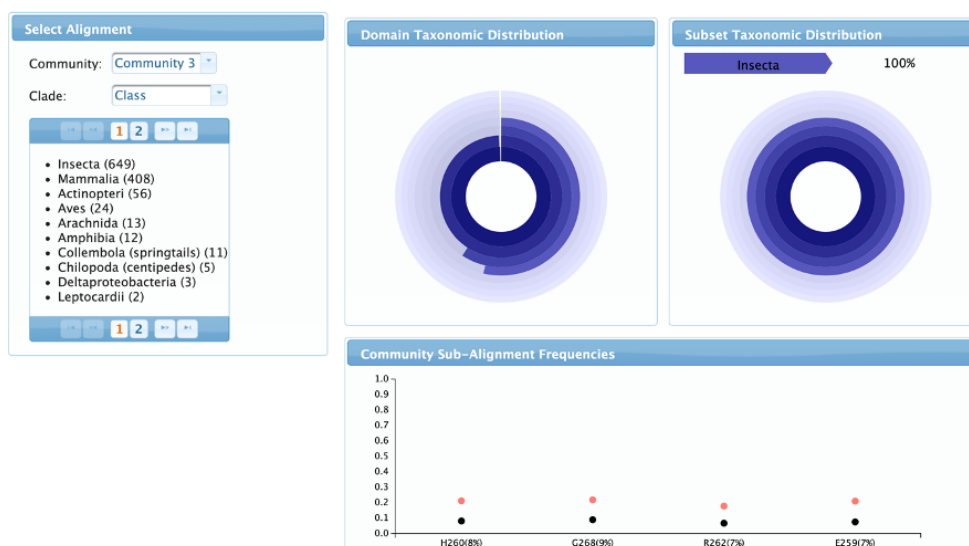 Select Alignment
Community: Community 3
Clade: Class
1 2
Insecta (649)
Mammalia (408)
Actinopteri (56)
Aves (24)
Arachnida (13)
Amphibia (12)
Collembola (springtails) (11)
Chilopoda (centipedes) (5)
Deltaproteobacteria (3)
Leptocardii (2)
1 2
Domain Taxonomic Distribution
Subset Taxonomic Distribution
Insecta 100%
Community Sub-Alignment Frequencies
1.0
0.9
0.8
0.7
0.6
0.5
0.4
0.3
0.2
0.1
0.0
H260(8%) G268(9%) R262(7%) E259(7%)